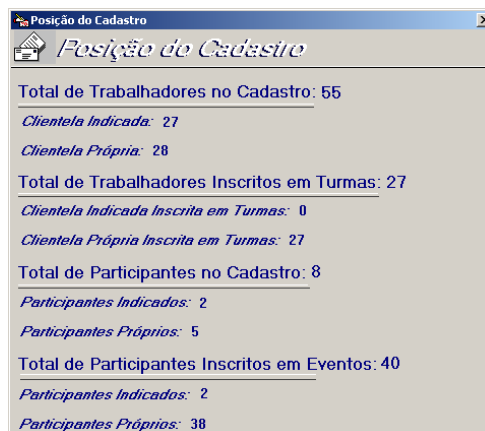 Posição do Cadastro
Posição do Cadastro
Total de Trabalhadores no Cadastro: 55
Clientela Indicada: 27
Clientela Própria: 28
Total de Trabalhadores Inscritos em Turmas: 27
Clientela Indicada Inscrita em Turmas: 0
Clientela Própria Inscrita em Turmas: 27
Total de Participantes no Cadastro: 8
Participantes Indicados: 2
Participantes Próprios: 5
Total de Participantes Inscritos em Eventos: 40
Participantes Indicados: 2
Participantes Próprios: 38